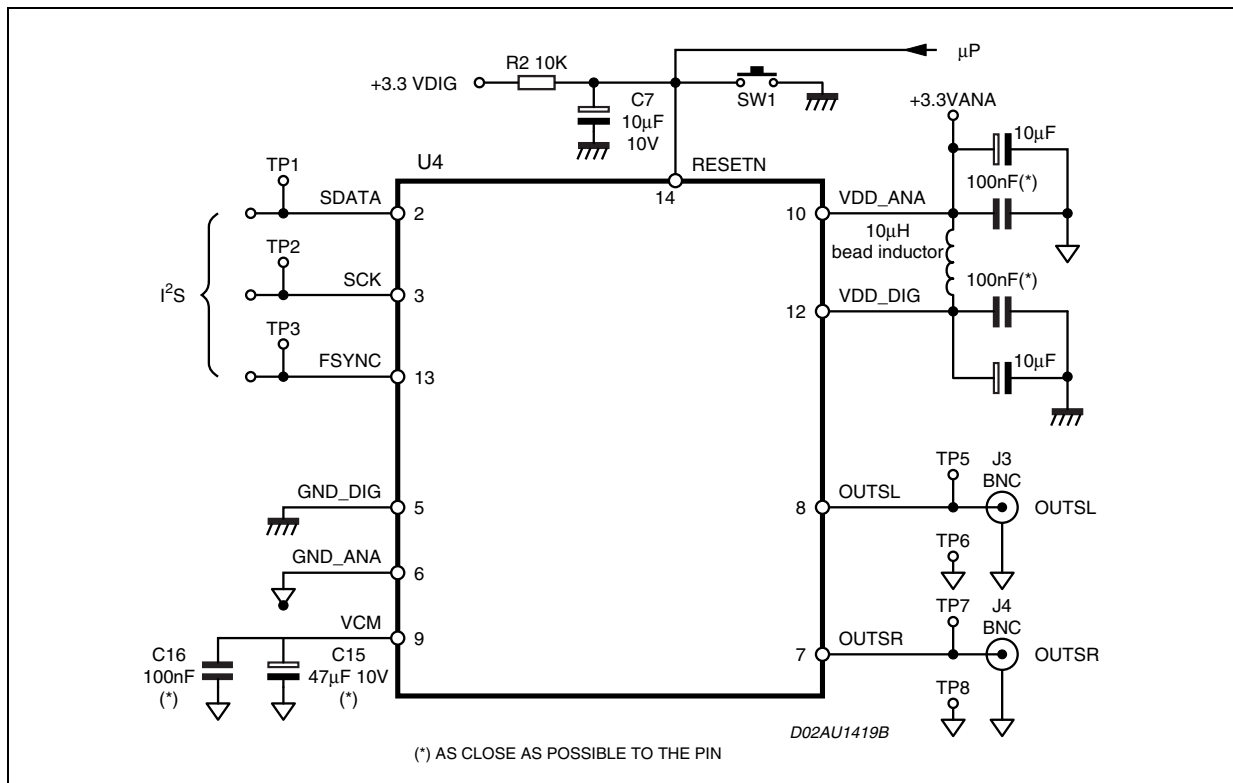 μP
R2 10K
+3.3 VDIG
C7
10μF
10V
SW1
+3.3VANA
10μF
U4
RESETN
14
100nF(*)
TP1
SDATA
2
10
VDD_ANA
10μH
bead inductor
TP2
SCK
3
I²S
100nF(*)
12
VDD_DIG
TP3
FSYNC
13
10μF
GND_DIG
5
8
OUTSL
TP5
J3
BNC
OUTSL
GND_ANA
6
TP6
VCM
9
C16
100nF
(*)
C15
47μF 10V
(*)
7
OUTSR
TP7
J4
BNC
OUTSR
TP8
D02AU1419B
(*) AS CLOSE AS POSSIBLE TO THE PIN